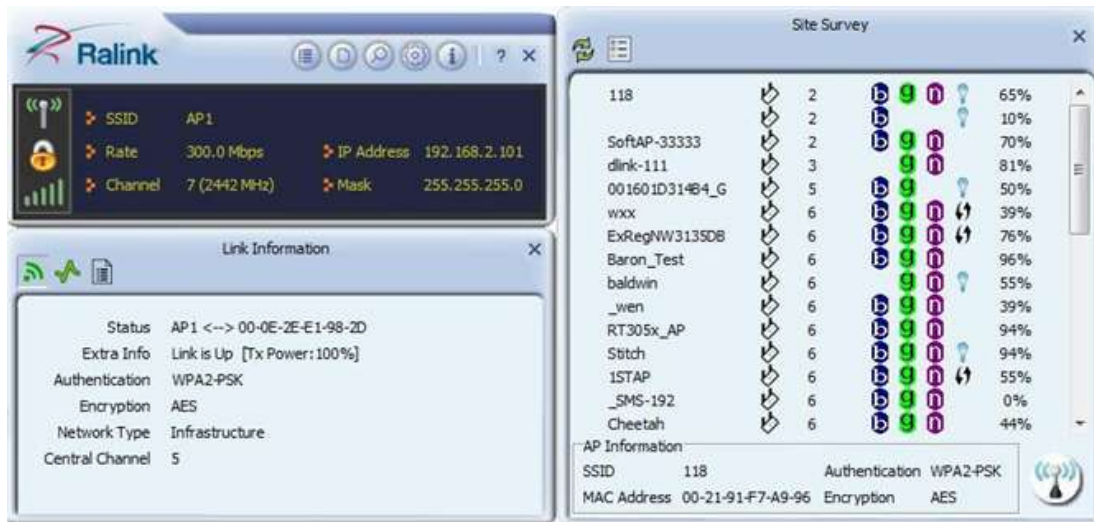 Ralink
? ×
SSID AP1
Rate 300.0 Mbps IP Address 192.168.2.101
Channel 7 (2442 MHz) Mask 255.255.255.0
Link Information ×
Status AP1 <--> 00-0E-2E-E1-98-2D
Extra Info Link is Up [Tx Power:100%]
Authentication WPA2-PSK
Encryption AES
Network Type Infrastructure
Central Channel 5
Site Survey ×
118 2 b g n 65%
2 b 10%
SoftAP-33333 2 b g n 70%
dlink-111 3 g n 81%
001601D314B4_G 5 b g 50%
wxx 6 b g n 39%
ExRegNW3135DB 6 b g n 76%
Baron_Test 6 b g n 96%
baldwin 6 g n 55%
_wen 6 b g n 39%
RT305x_AP 6 b g n 94%
Stitch 6 b g n 94%
1STAP 6 b g n 55%
_SMS-192 6 b g n 0%
Cheetah 6 b g n 44%
AP Information
SSID 118 Authentication WPA2-PSK
MAC Address 00-21-91-F7-A9-96 Encryption AES